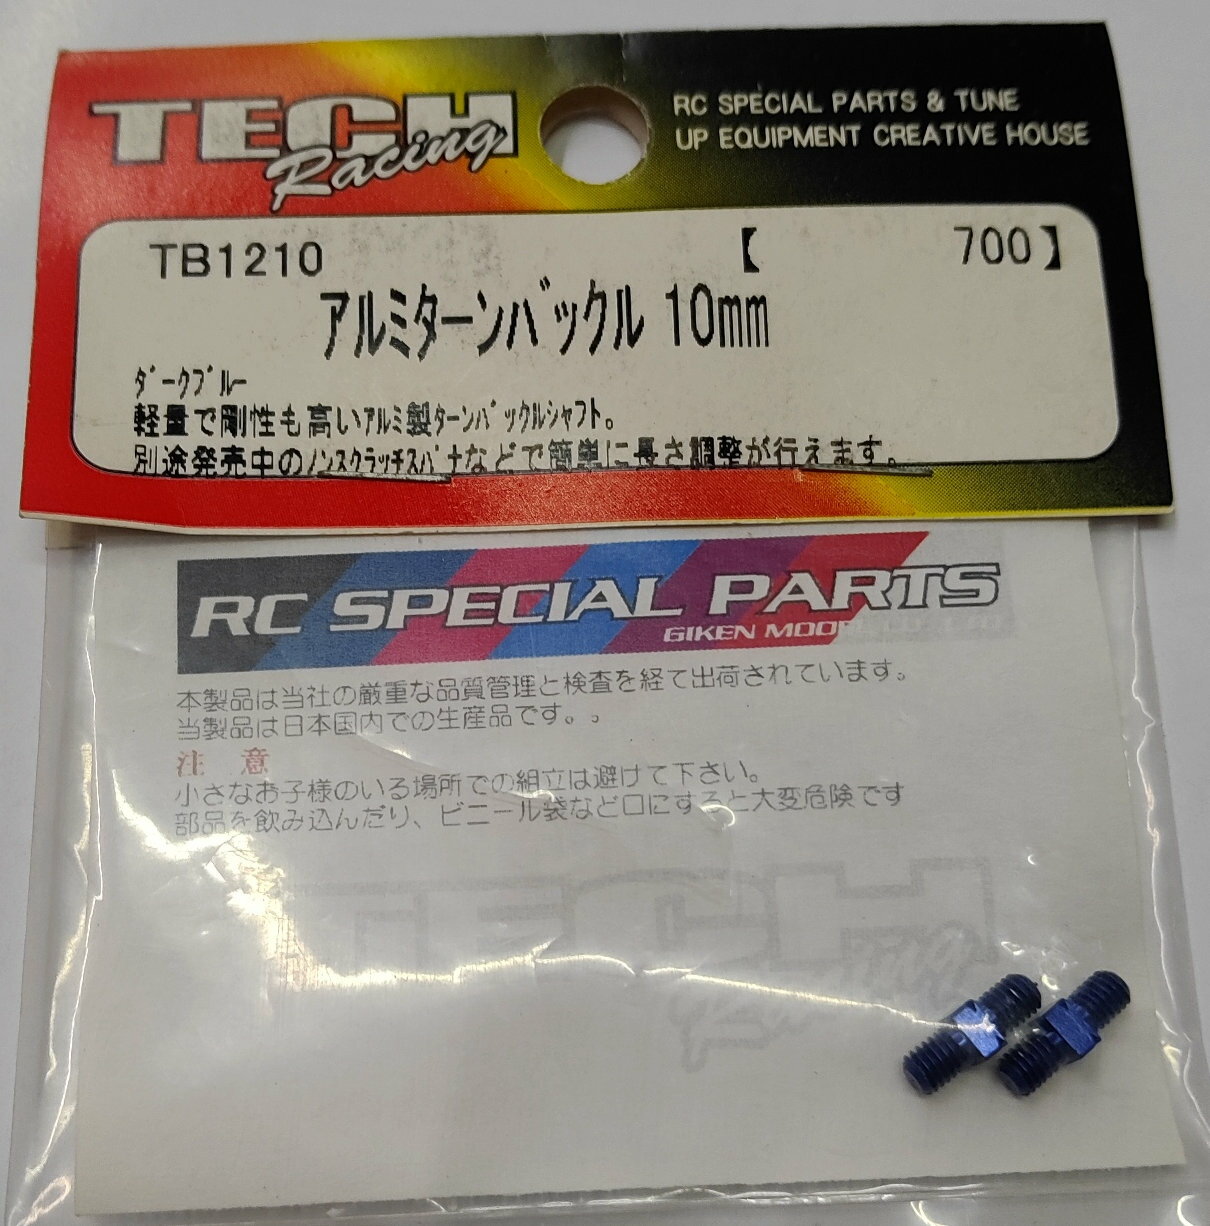 TECH
Racing
RC SPECIAL PARTS & TUNE
UP EQUIPMENT CREATIVE HOUSE
TB1210 【 700】
アルミターンバックル 10mm
ダークブルー
軽量で剛性も高いアルミ製ターンバックルシャフト。
別途発売中のノンスクラッチスパナなどで簡単に長さ調整が行えます。
RC SPECIAL PARTS
GIKEN
本製品は当社の厳重な品質管理と検査を経て出荷されています。
当製品は日本国内での生産品です。。
注 意
小さなお子様のいる場所での組立は避けて下さい。
部品を飲み込んだり、ビニール袋など口にすると大変危険です
TECH
Racing